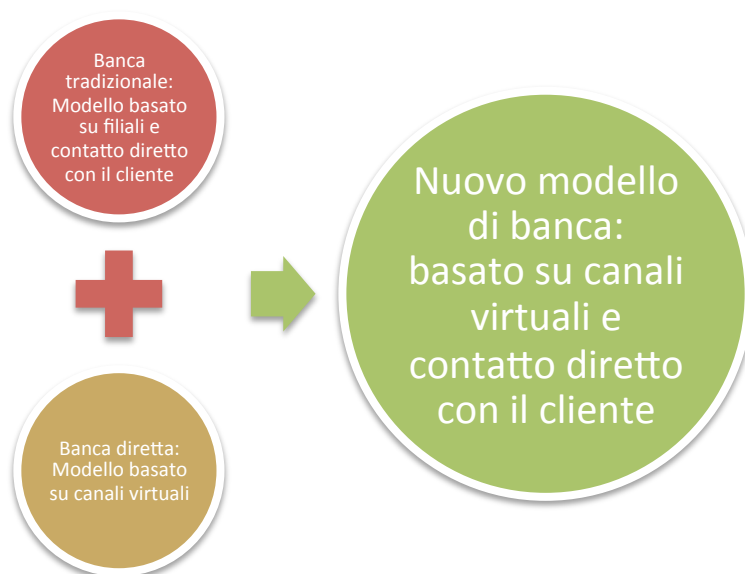 Banca
tradizionale:
Modello basato
su filiali e
contatto diretto
con il cliente
Banca diretta:
Modello basato
su canali virtuali
Nuovo modello
di banca:
basato su canali
virtuali e
contatto diretto
con il cliente